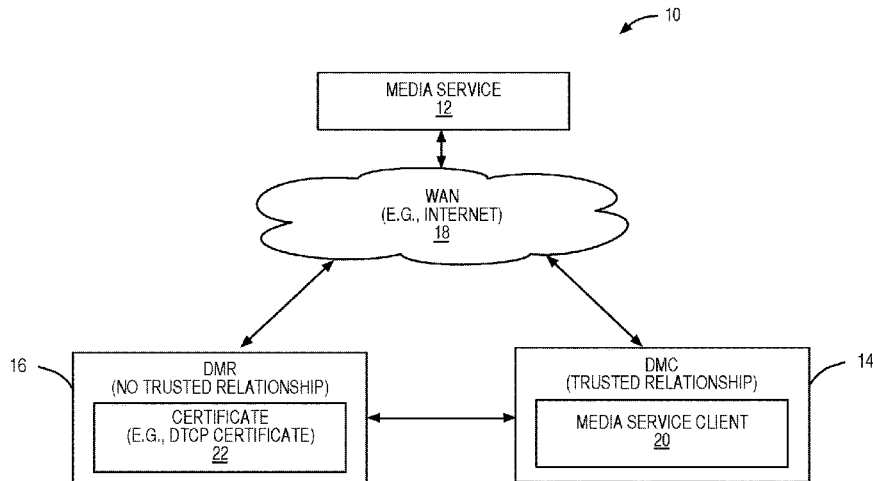 10
MEDIA SERVICE
12
WAN
(E.G., INTERNET)
18
16
DMR
(NO TRUSTED RELATIONSHIP)
CERTIFICATE
(E.G., DTCP CERTIFICATE)
22
14
DMC
(TRUSTED RELATIONSHIP)
MEDIA SERVICE CLIENT
20